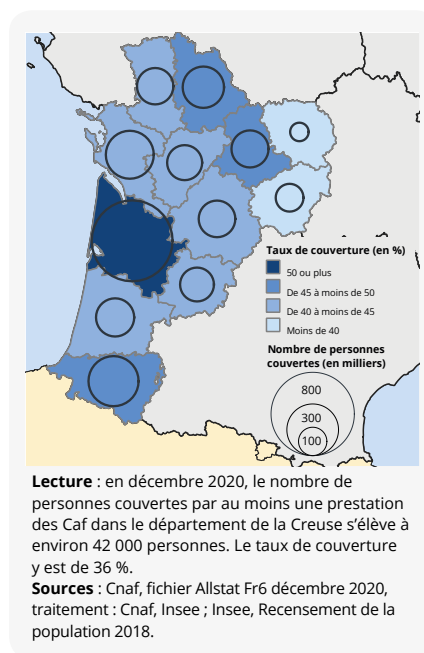 Taux de couverture (en %)
50 ou plus
De 45 à moins de 50
De 40 à moins de 45
Moins de 40
Nombre de personnes
couvertes (en milliers)
800
300
100
Lecture : en décembre 2020, le nombre de
personnes couvertes par au moins une prestation
des Caf dans le département de la Creuse s’élève à
environ 42 000 personnes. Le taux de couverture
y est de 36 %.
Sources : Cnaf, fichier Allstat Fr6 décembre 2020,
traitement : Cnaf, Insee ; Insee, Recensement de la
population 2018.